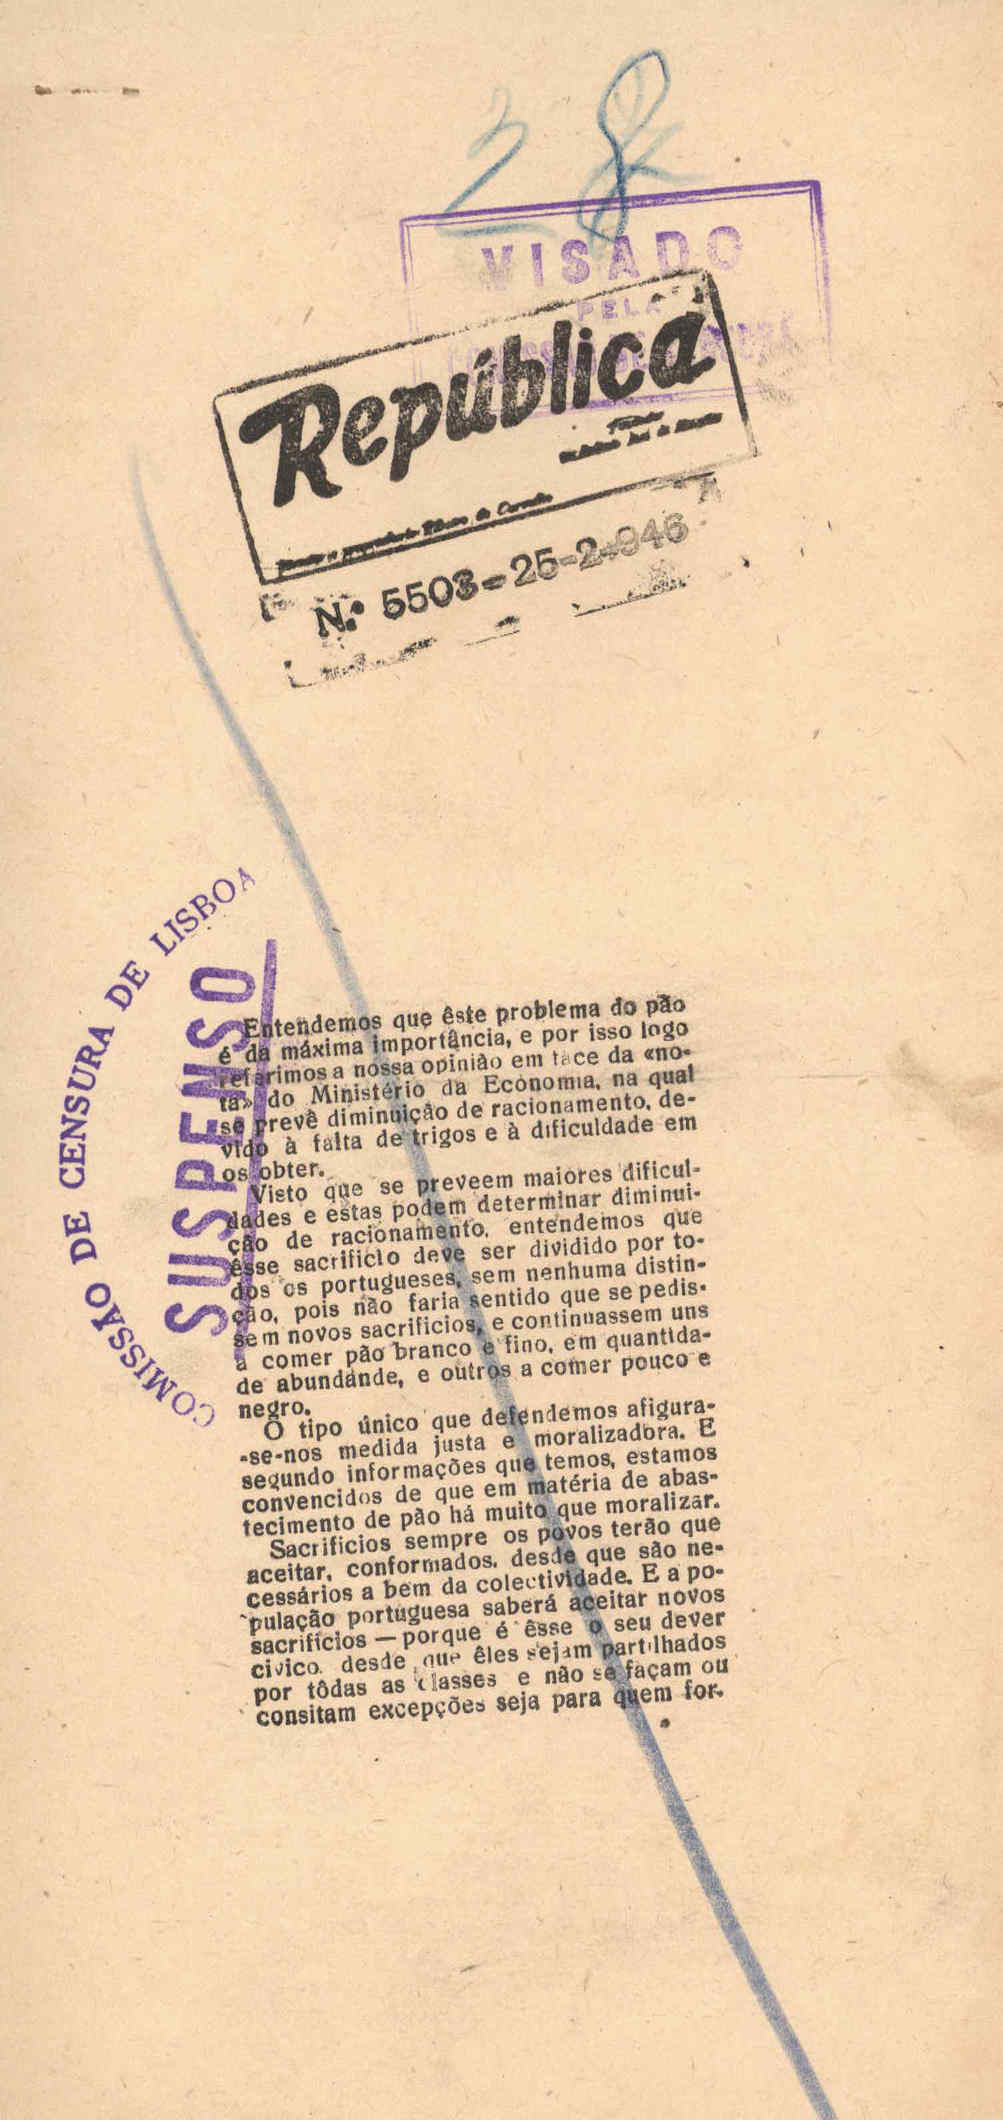 28
VISADO
PELA
República
N.º 5503-25-2-946
COMISSÃO DE CENSURA DE LISBOA
SUSPENSO
Entendemos que êste problema do pão
é da máxima importância, e por isso logo
referimos a nossa opinião em face da «no-
ta» do Ministério da Economia, na qual
se prevê diminuição de racionamento, de-
vido à falta de trigos e à dificuldade em
os obter.
Visto que se preveem maiores dificul-
dades e estas podem determinar diminui-
ção de racionamento, entendemos que
êsse sacrificio deve ser dividido por to-
dos os portugueses, sem nenhuma distin-
ção, pois não faria sentido que se pedis-
sem novos sacrificios, e continuassem uns
a comer pão branco e fino, em quantida-
de abundande, e outros a comer pouco e
negro.
O tipo único que defendemos afigura-
-se-nos medida justa e moralizadora. E
segundo informações que temos, estamos
convencidos de que em matéria de abas-
tecimento de pão há muito que moralizar.
Sacrificios sempre os povos terão que
aceitar, conformados, desde que são ne-
cessários a bem da colectividade. E a po-
pulação portuguesa saberá aceitar novos
sacrificios — porque é êsse o seu dever
civico, desde que êles sejam partilhados
por tôdas as classes e não se façam ou
consitam excepções seja para quem for.